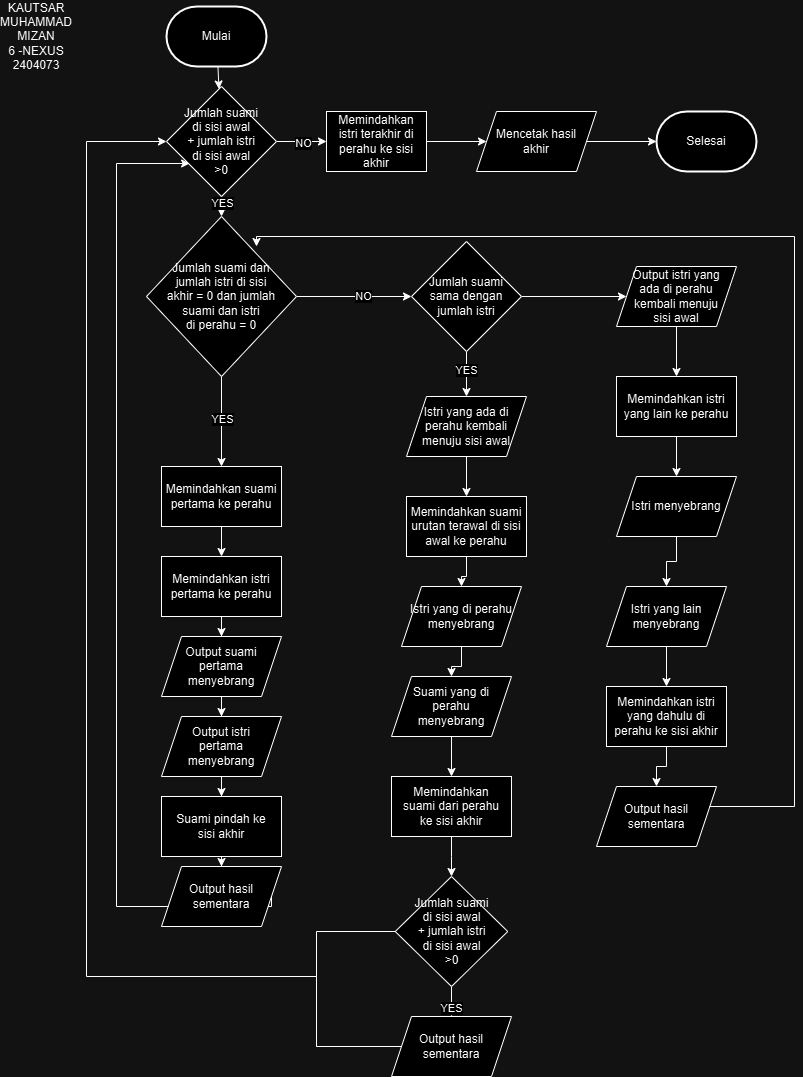 KAUTSAR
MUHAMMAD
MIZAN
6 -NEXUS
2404073
Mulai
Jumlah suami
di sisi awal
+ jumlah istri
di sisi awal
>0
NO
Memindahkan
istri terakhir di
perahu ke sisi
akhir
Mencetak hasil
akhir
Selesai
YES
Jumlah suami dan
jumlah istri di sisi
akhir = 0 dan jumlah
suami dan istri
di perahu = 0
NO
Jumlah suami
sama dengan
jumlah istri
Output istri yang
ada di perahu
kembali menuju
sisi awal
YES
YES
Memindahkan suami
pertama ke perahu
Memindahkan istri
pertama ke perahu
Output suami
pertama
menyebrang
Output istri
pertama
menyebrang
Suami pindah ke
sisi akhir
Output hasil
sementara
Istri yang ada di
perahu kembali
menuju sisi awal
Memindahkan suami
urutan terawal di sisi
awal ke perahu
Istri yang di perahu
menyebrang
Suami yang di
perahu
menyebrang
Memindahkan
suami dari perahu
ke sisi akhir
Jumlah suami
di sisi awal
+ jumlah istri
di sisi awal
>0
YES
Output hasil
sementara
Memindahkan istri
yang lain ke perahu
Istri menyebrang
Istri yang lain
menyebrang
Memindahkan istri
yang dahulu di
perahu ke sisi akhir
Output hasil
sementara